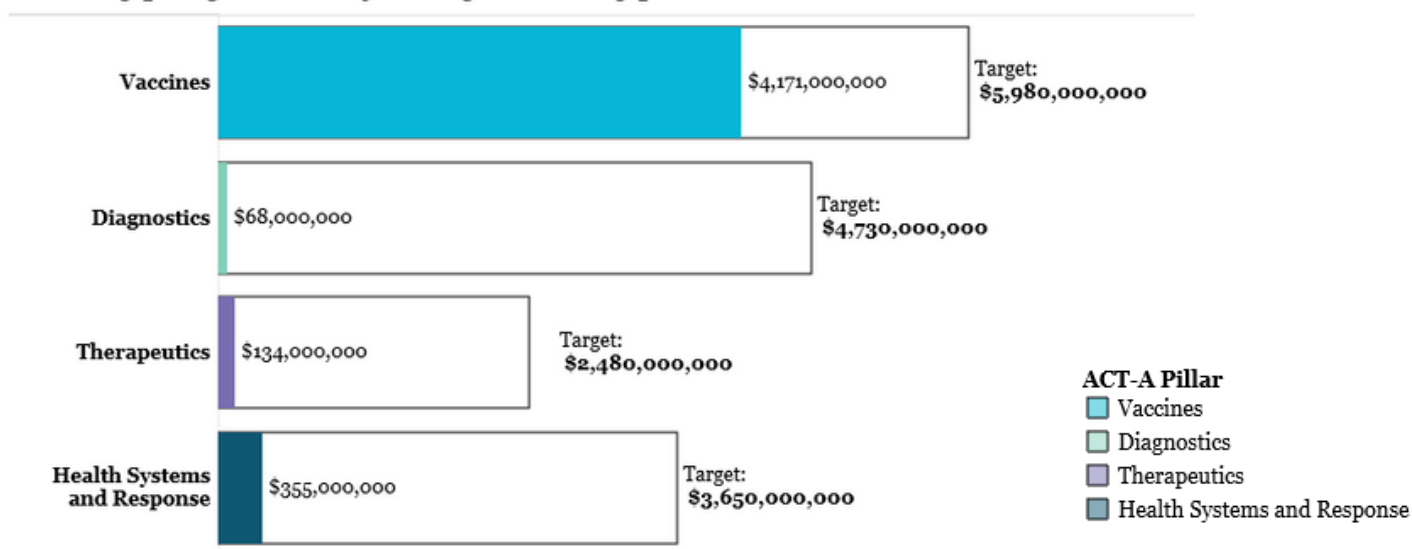 Vaccines
$4,171,000,000
Target:
$5,980,000,000
Diagnostics
$68,000,000
Target:
$4,730,000,000
Therapeutics
$134,000,000
Target:
$2,480,000,000
Health Systems
and Response
$355,000,000
Target:
$3,650,000,000
ACT-A Pillar
Vaccines
Diagnostics
Therapeutics
Health Systems and Response